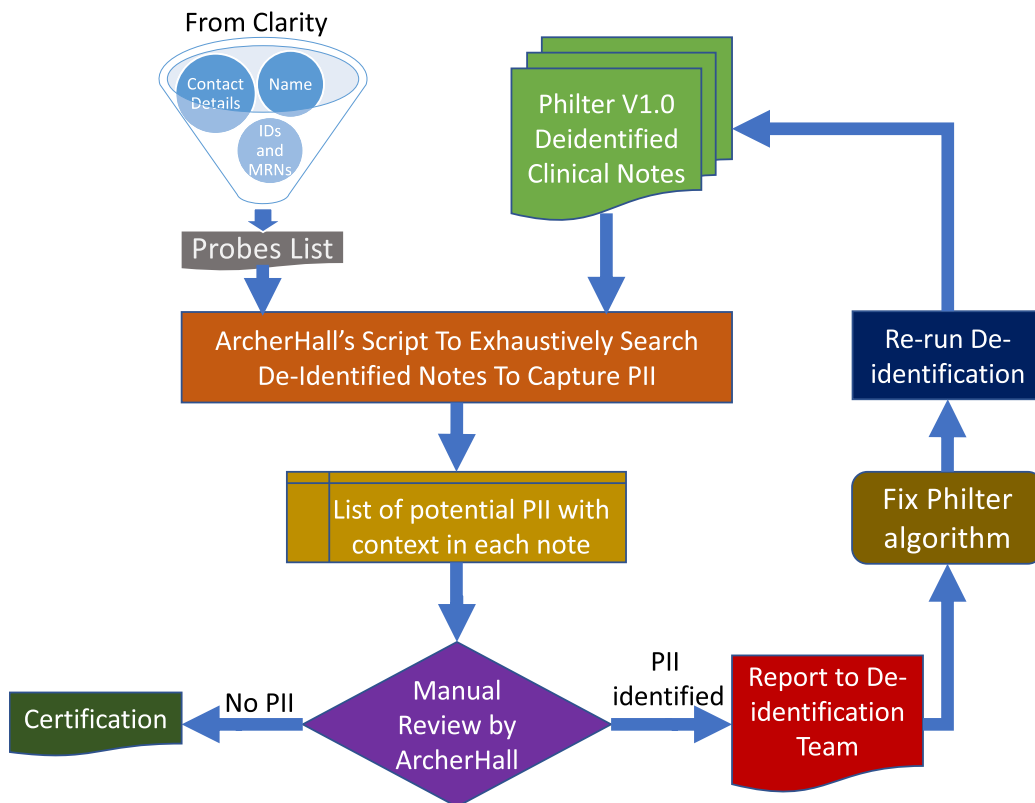 From Clarity
Contact
Details
Name
IDs
and
MRNs
Probes List
Philter V1.0
Deidentified
Clinical Notes
ArcherHall's Script To Exhaustively Search
De-Identified Notes To Capture PII
Re-run De-
identification
List of potential PII with
context in each note
Fix Philter
algorithm
Manual
Review by
ArcherHall
No PII
Certification
PII
identified
Report to De-
identification
Team